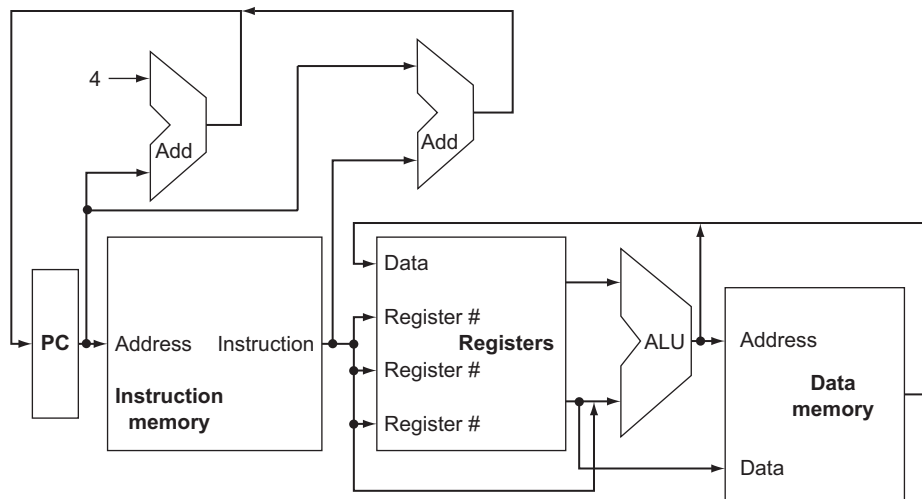 4
Add
Add
Data
Register #
Register #
Register #
Registers
ALU
PC
Address
Instruction
Instruction
memory
Address
Data
memory
Data